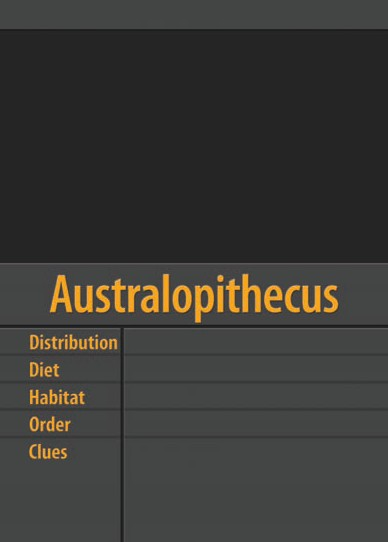 Australopithecus
Distribution
Diet
Habitat
Order
Clues